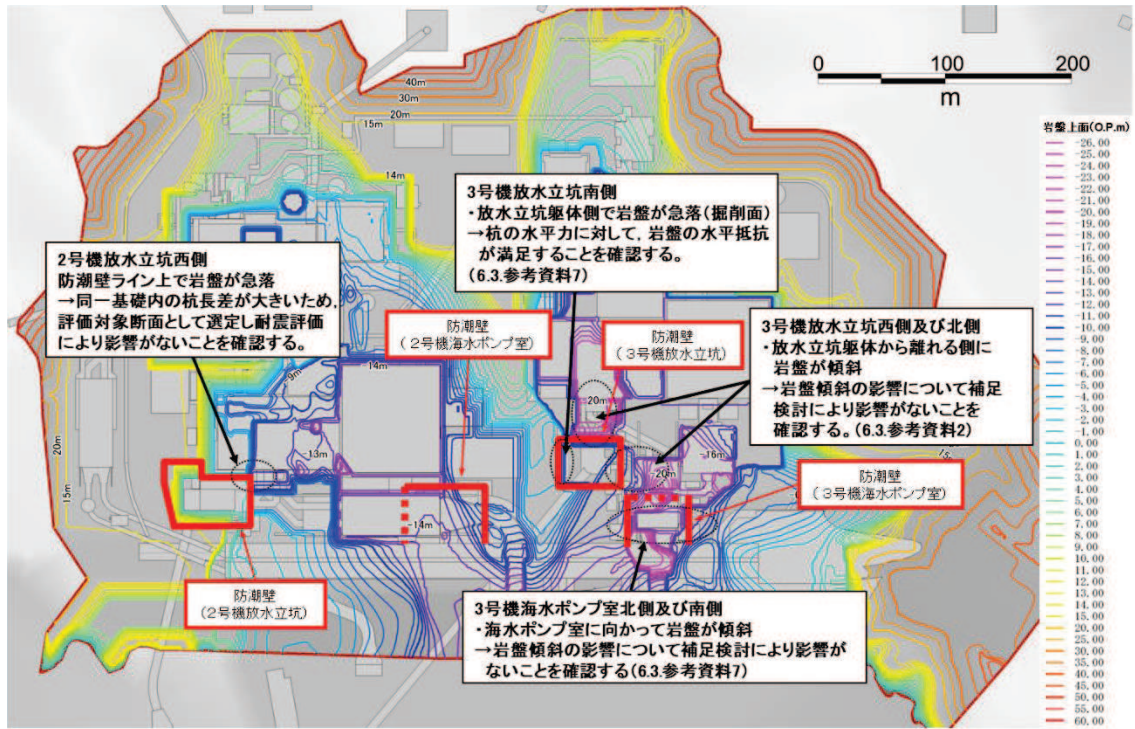 0 100 200
m
40m
30m
20m
15m
14m
岩盤上面(O.P.m)
-26.00
-25.00
-24.00
-23.00
-22.00
-21.00
-20.00
-19.00
-18.00
-17.00
-16.00
-15.00
-14.00
-13.00
-12.00
-11.00
-10.00
-9.00
-8.00
-7.00
-6.00
-5.00
-4.00
-3.00
-2.00
-1.00
0.00
1.00
2.00
3.00
4.00
5.00
6.00
7.00
8.00
9.00
10.00
11.00
12.00
13.00
14.00
15.00
20.00
25.00
30.00
35.00
40.00
45.00
50.00
55.00
60.00
3号機放水立坑南側
・放水立坑躯体側で岩盤が急落(掘削面)
→杭の水平力に対して,岩盤の水平抵抗
が満足することを確認する。
(6.3.参考資料7)
2号機放水立坑西側
防潮壁ライン上で岩盤が急落
→同一基礎内の杭長差が大きいため,
評価対象断面として選定し耐震評価
により影響がないことを確認する。
防潮壁
(2号機海水ポンプ室)
防潮壁
(3号機放水立坑)
3号機放水立坑西側及び北側
・放水立坑躯体から離れる側に
岩盤が傾斜
→岩盤傾斜の影響について補足
検討により影響がないことを
確認する。(6.3.参考資料2)
9m
-14m
-20m
-13m
-16m
-20m
15m
20m
15m
-14m
防潮壁
(3号機海水ポンプ室)
防潮壁
(2号機放水立坑)
3号機海水ポンプ室北側及び南側
・海水ポンプ室に向かって岩盤が傾斜
→岩盤傾斜の影響について補足検討により影響が
ないことを確認する(6.3.参考資料7)